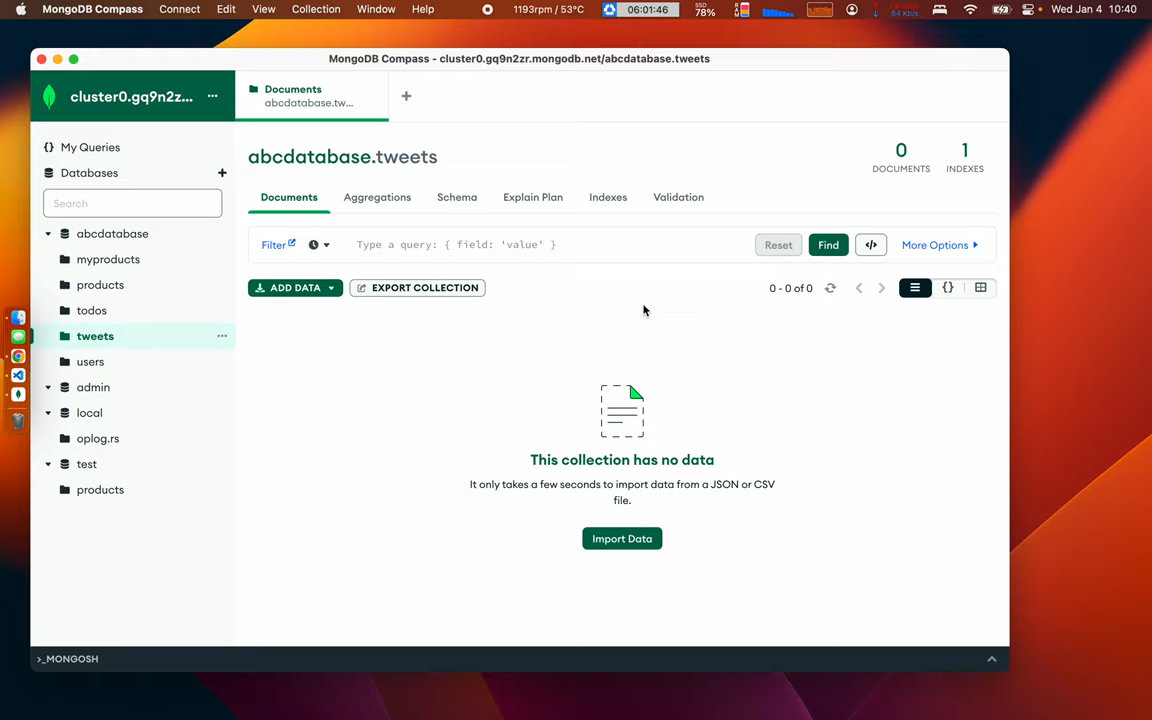 MongoDB Compass Connect Edit View Collection Window Help 1193rpm / 53°C 06:01:46 SSD 78% 64 Kb/s Wed Jan 4 10:40
MongoDB Compass - cluster0.gq9n2zr.mongodb.net/abcdatabase.tweets
cluster0.gq9n2z... ...
Documents
abcdatabase.tw...
+
My Queries
Databases +
Search
abcdatabase
myproducts
products
todos
tweets ...
users
admin
local
oplog.rs
test
products
abcdatabase.tweets
0
DOCUMENTS
1
INDEXES
Documents Aggregations Schema Explain Plan Indexes Validation
Filter Type a query: { field: 'value' } Reset Find </> More Options
ADD DATA EXPORT COLLECTION 0 - 0 of 0 {}
This collection has no data
It only takes a few seconds to import data from a JSON or CSV
file.
Import Data
>_MONGOSH